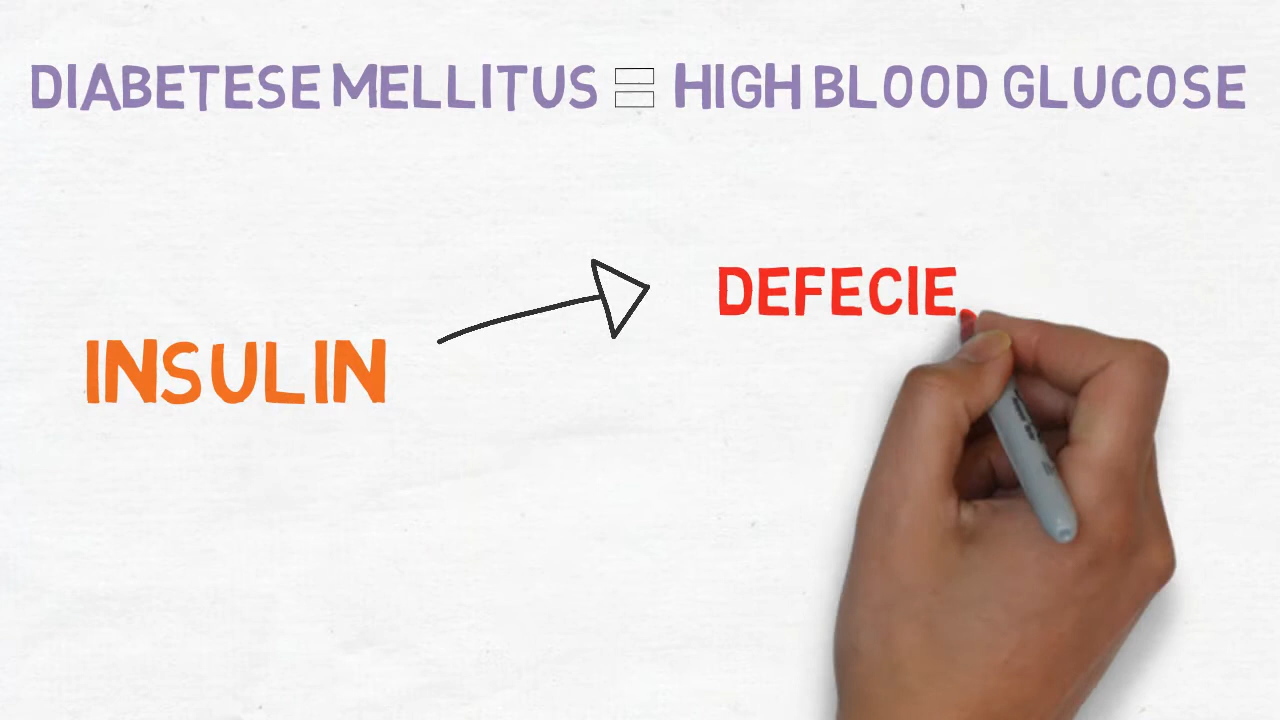 DIABETESE MELLITUS = HIGH BLOOD GLUCOSE
DEFECIE
INSULIN